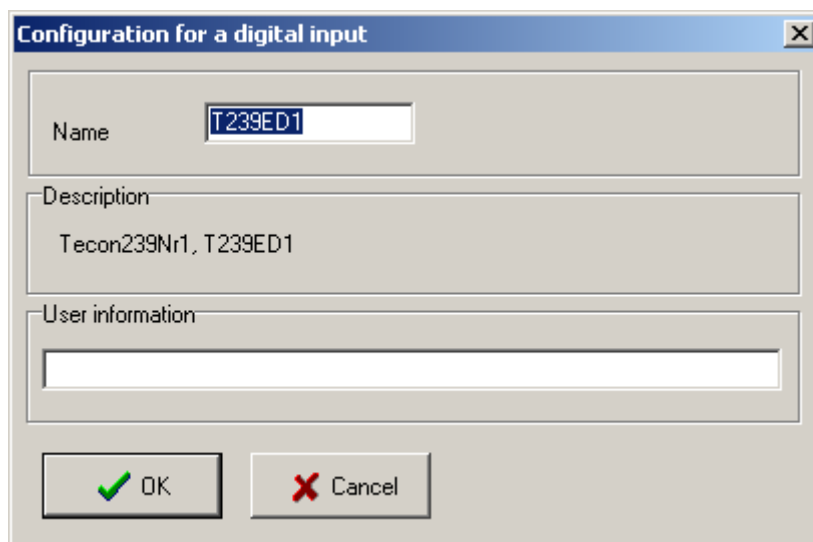 Configuration for a digital input
Name T239ED1
Description
Tecon239Nr1, T239ED1
User information
OK Cancel